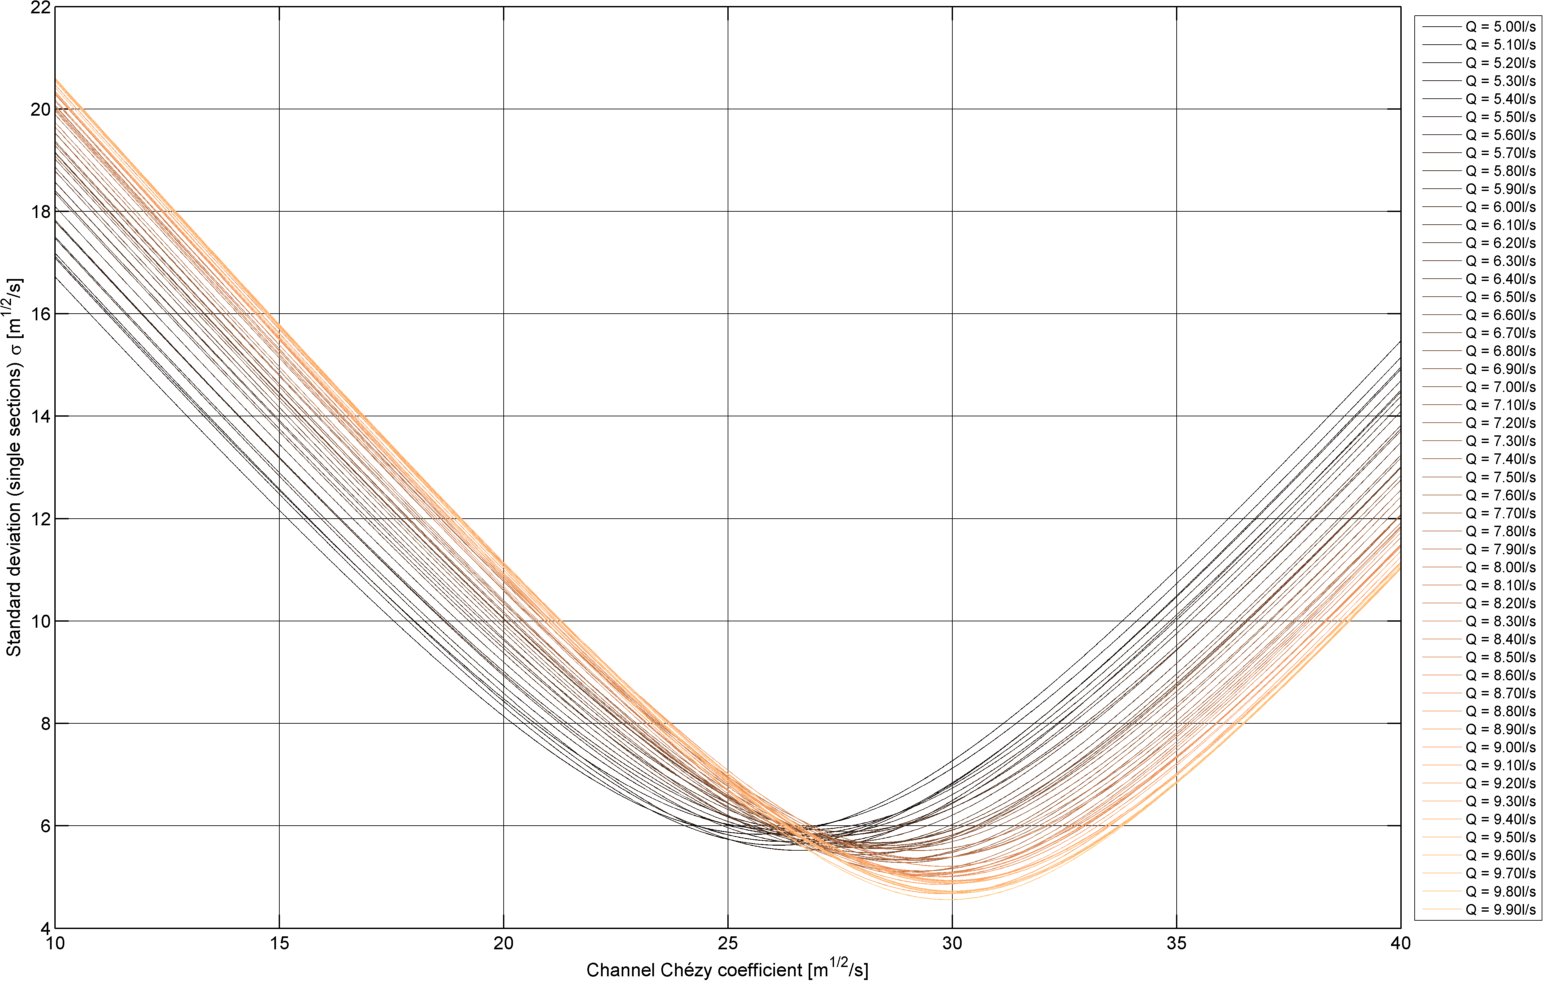 22
20
18
16
14
12
10
8
6
4
10
15
20
25
30
35
40
Standard deviation (single sections) σ [m^1/2/s]
Channel Chézy coefficient [m^1/2/s]
Q = 5.00l/s
Q = 5.10l/s
Q = 5.20l/s
Q = 5.30l/s
Q = 5.40l/s
Q = 5.50l/s
Q = 5.60l/s
Q = 5.70l/s
Q = 5.80l/s
Q = 5.90l/s
Q = 6.00l/s
Q = 6.10l/s
Q = 6.20l/s
Q = 6.30l/s
Q = 6.40l/s
Q = 6.50l/s
Q = 6.60l/s
Q = 6.70l/s
Q = 6.80l/s
Q = 6.90l/s
Q = 7.00l/s
Q = 7.10l/s
Q = 7.20l/s
Q = 7.30l/s
Q = 7.40l/s
Q = 7.50l/s
Q = 7.60l/s
Q = 7.70l/s
Q = 7.80l/s
Q = 7.90l/s
Q = 8.00l/s
Q = 8.10l/s
Q = 8.20l/s
Q = 8.30l/s
Q = 8.40l/s
Q = 8.50l/s
Q = 8.60l/s
Q = 8.70l/s
Q = 8.80l/s
Q = 8.90l/s
Q = 9.00l/s
Q = 9.10l/s
Q = 9.20l/s
Q = 9.30l/s
Q = 9.40l/s
Q = 9.50l/s
Q = 9.60l/s
Q = 9.70l/s
Q = 9.80l/s
Q = 9.90l/s